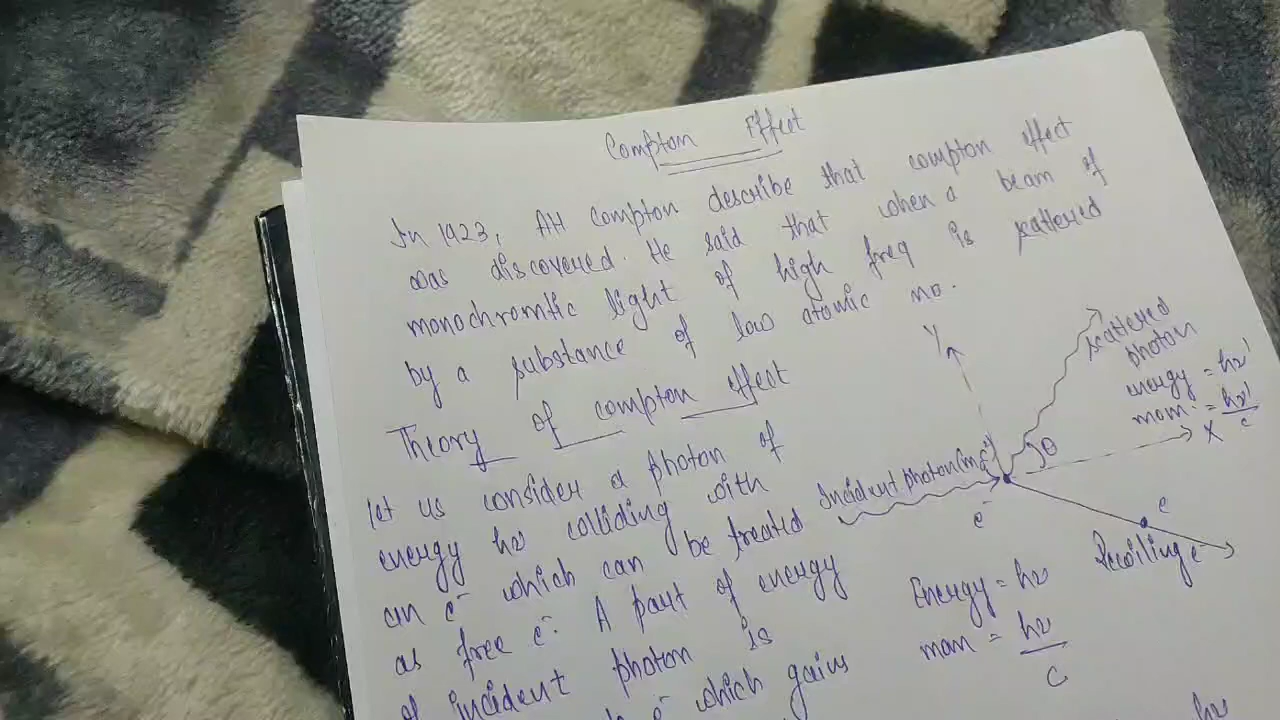 Compton Effect
In 1923, AH Compton describe that compton effect
was discovered. He said that when a beam of
monochromtic light of high freq is scattered
by a substance of low atomic no.
Theory of compton effect
let us consider a photon of
energy hν colliding with
an e⁻ which can be treated
as free e⁻. A part of energy
of incident photon is
e⁻ which gains
Y
scattered
photon
energy = hν'
mom. = hν'/c
X
θ
Incident photon
e⁻
e
Recoiling e⁻
Energy = hν
mom = hν/c
hν